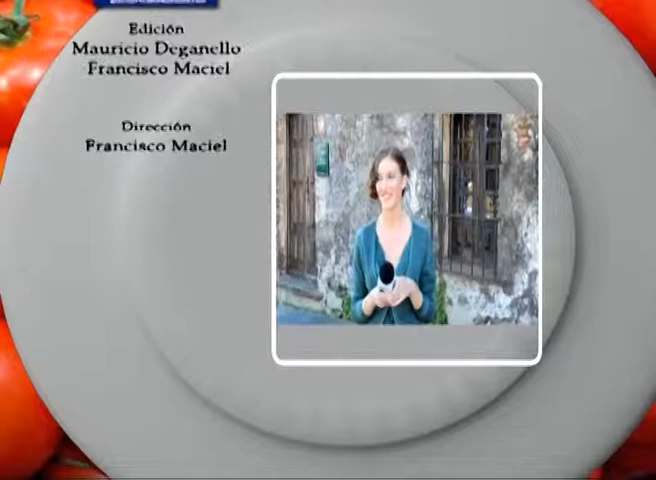 Edición
Mauricio Deganello
Francisco Maciel
Dirección
Francisco Maciel